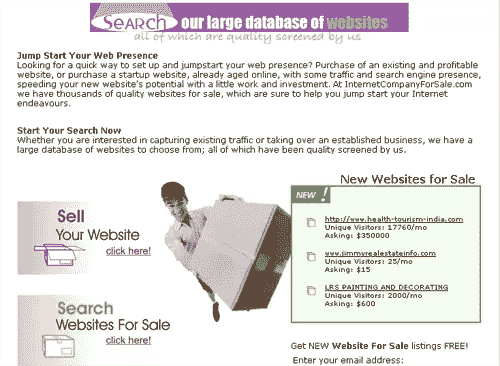 SEARCH our large database of websites
all of which are quality screened by us
Jump Start Your Web Presence
Looking for a quick way to set up and jumpstart your web presence? Purchase of an existing and profitable
website, or purchase a startup website, already aged online, with some traffic and search engine presence,
speeding your new website's potential with a little work and investment. At InternetCompanyForSale.com
we have thousands of quality websites for sale, which are sure to help you jump start your Internet
endeavours.
Start Your Search Now
Whether you are interested in capturing existing traffic or taking over an established business, we have a
large database of websites to choose from; all of which have been quality screened by us.
Sell
Your Website
click here!
Search
Websites For Sale
click here!
New Websites for Sale
NEW !
http://www.health-tourism-india.com
Unique Visitors: 17760/mo
Asking: $350000
www.jimmyrealestateinfo.com
Unique Visitors: 25/mo
Asking: $15
LRS PAINTING AND DECORATING
Unique Visitors: 2000/mo
Asking: $600
Get NEW Website For Sale listings FREE!
Enter your email address: